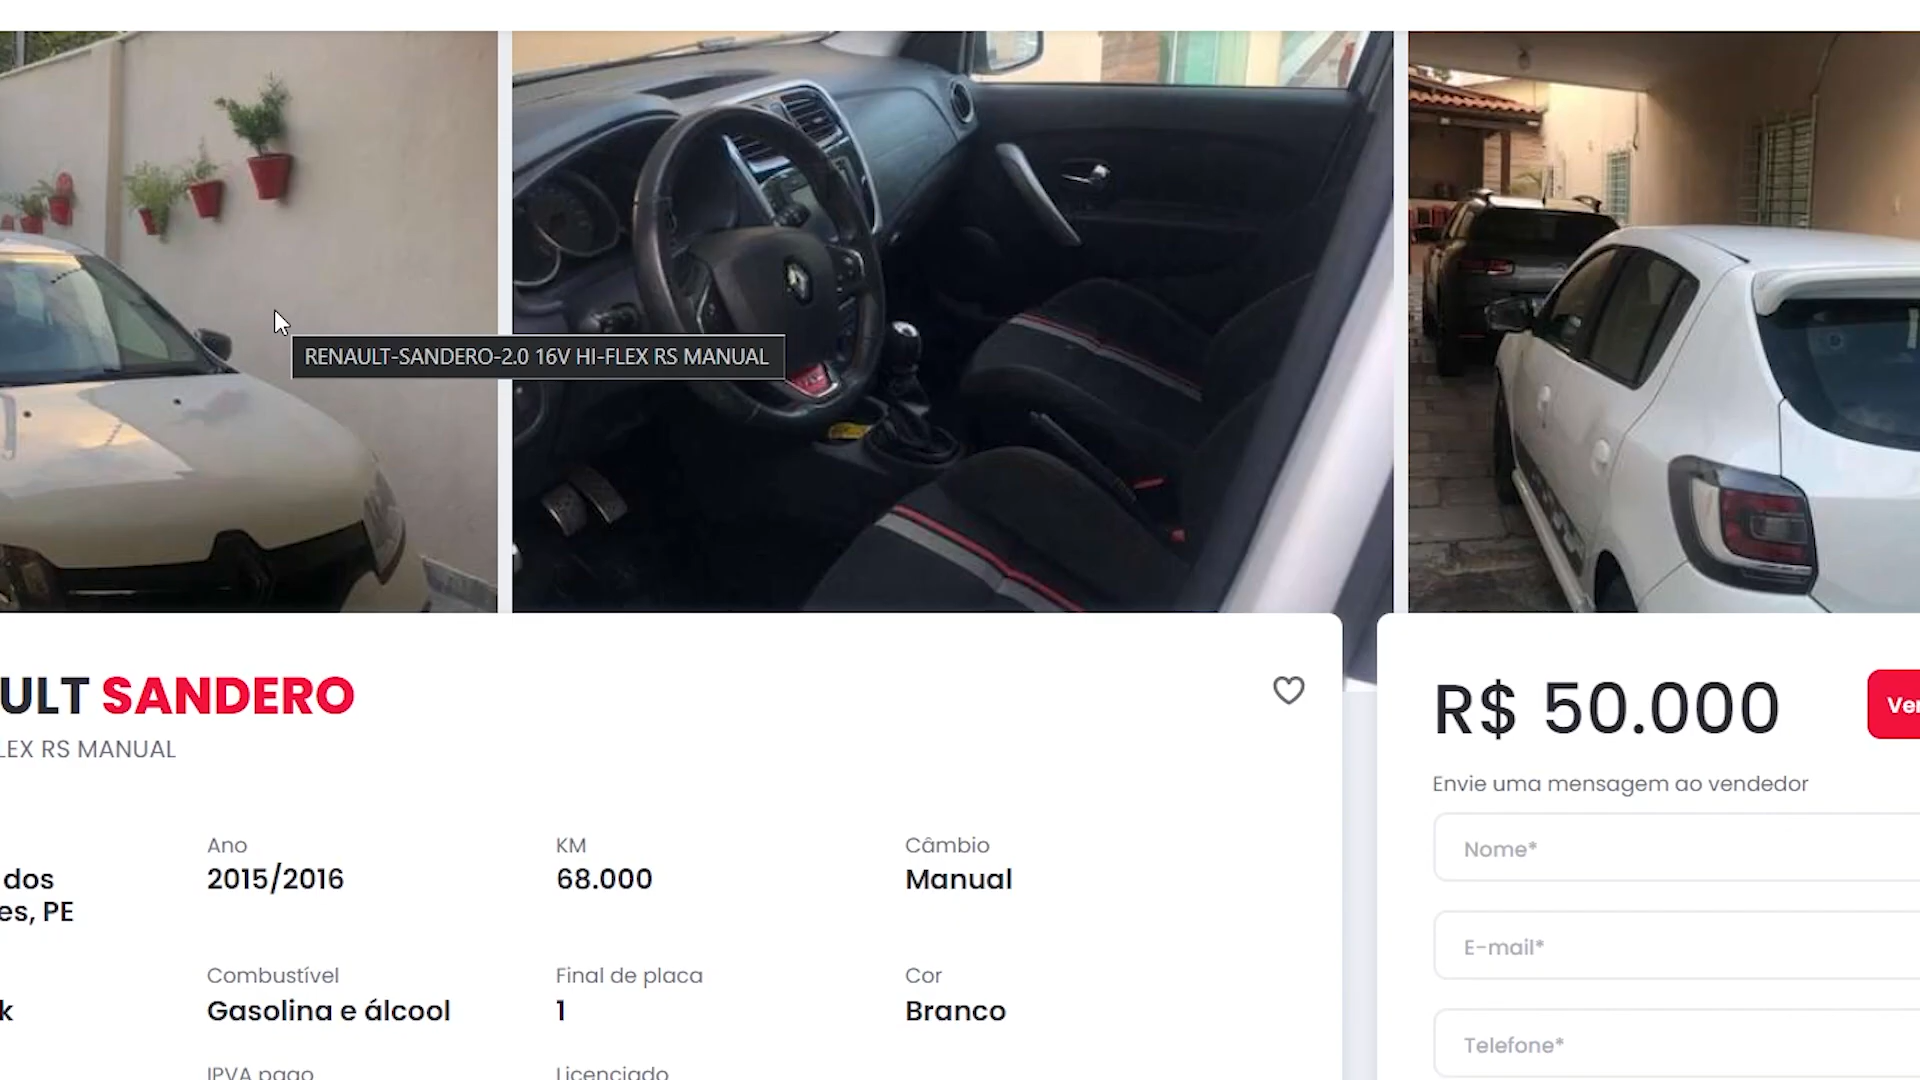 RENAULT-SANDERO-2.0 16V HI-FLEX RS MANUAL
ULT SANDERO
LEX RS MANUAL
R$ 50.000
Ver
Envie uma mensagem ao vendedor
Nome*
E-mail*
Telefone*
dos
es, PE
Ano
2015/2016
KM
68.000
Câmbio
Manual
k
Combustível
Gasolina e álcool
Final de placa
1
Cor
Branco
IPVA pago
Licenciado